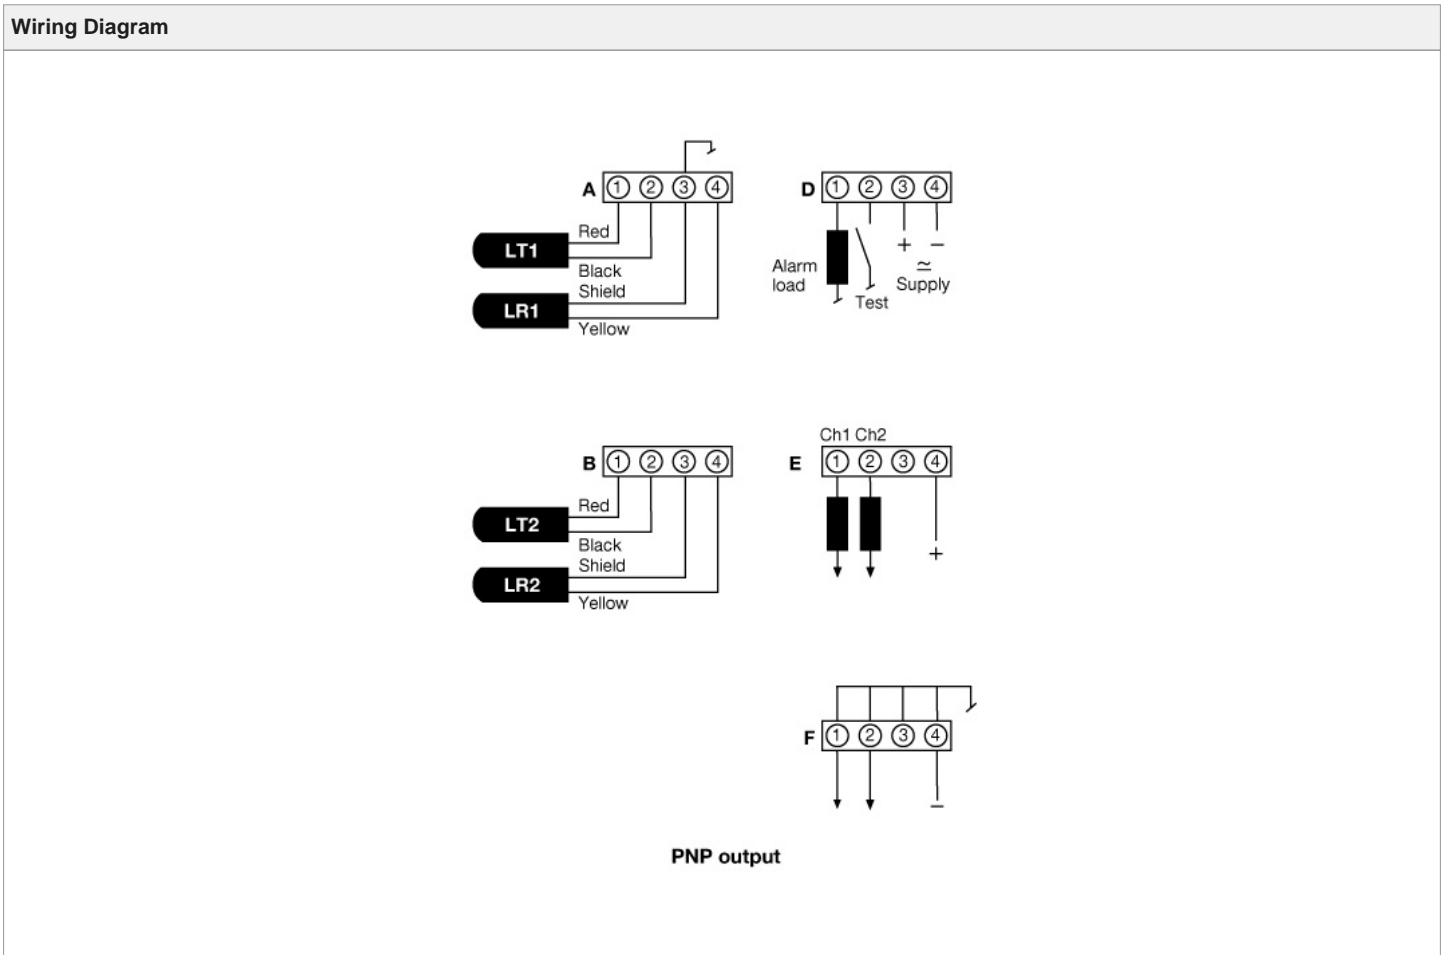 Wiring Diagram
A 1 2 3 4
LT1
Red
Black
Shield
LR1
Yellow
D 1 2 3 4
Alarm
load
Test
+ −
≃
Supply
B 1 2 3 4
LT2
Red
Black
Shield
LR2
Yellow
Ch1 Ch2
E 1 2 3 4
+
F 1 2 3 4
−
PNP output